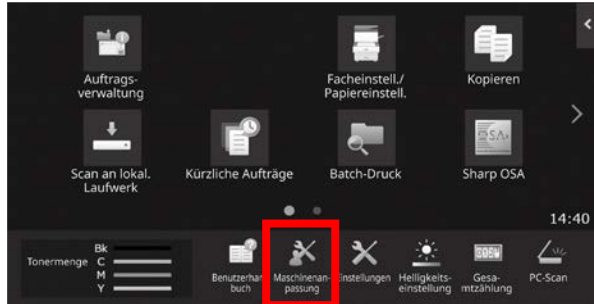 Auftrags-
verwaltung
Facheinstell./
Papiereinstell.
Kopieren
Scan an lokal.
Laufwerk
Kürzliche Aufträge
Batch-Druck
Sharp OSA
14:40
Tonermenge
Bk
C
M
Y
Benutzerhan
buch
Maschinenan-
passung
Einstellungen
Helligkeits-
einstellung
Gesa-
mtzählung
PC-Scan